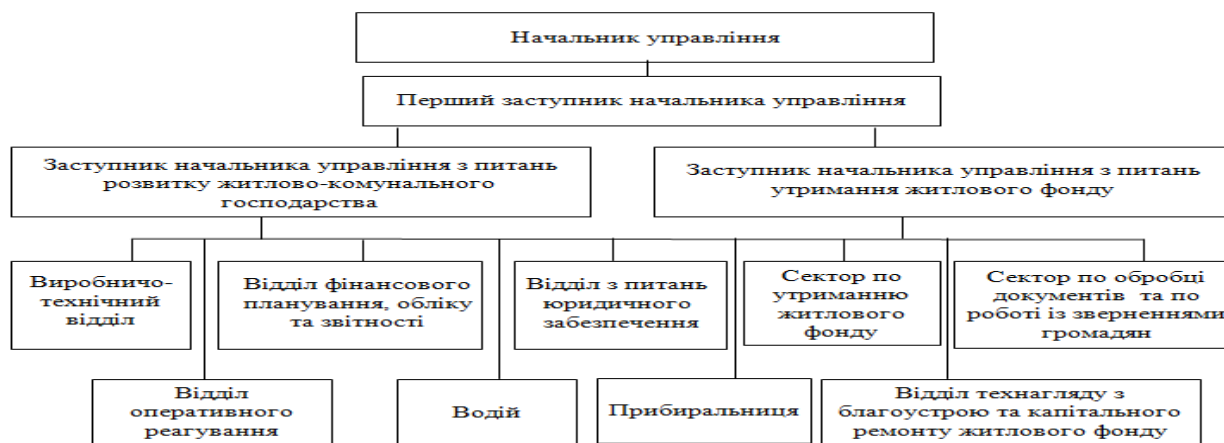 Начальник управління
Перший заступник начальника управління
Заступник начальника управління з питань
розвитку житлово-комунального
господарства
Заступник начальника управління з питань
утримання житлового фонду
Виробничо-
технічний
відділ
Відділ фінансового
планування, обліку
та звітності
Відділ з питань
юридичного
забезпечення
Сектор по
утриманню
житлового
фонду
Сектор по обробці
документів та по
роботі із зверненнями
громадян
Відділ
оперативного
реагування
Водій
Прибиральниця
Відділ технагляду з
благоустрою та капітального
ремонту житлового фонду